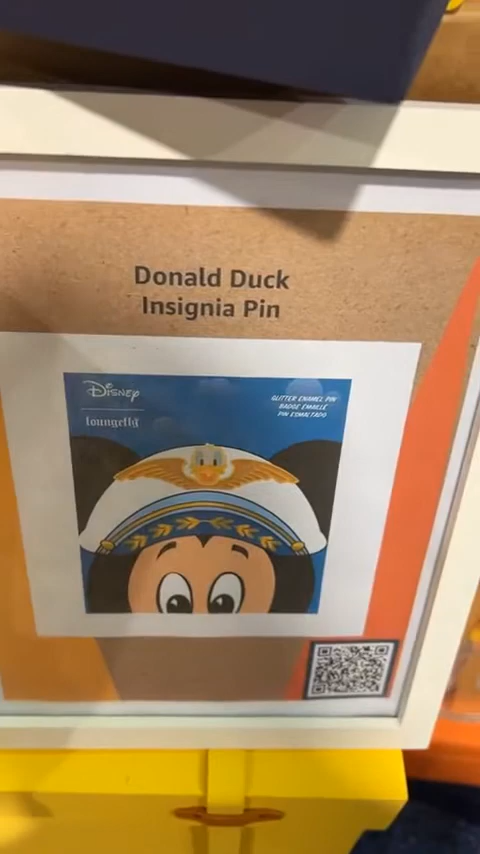 Donald Duck
Insignia Pin
Disney
loungefly
GLITTER ENAMEL PIN
BADGE ÉMAILLÉ
PIN ESMALTADO